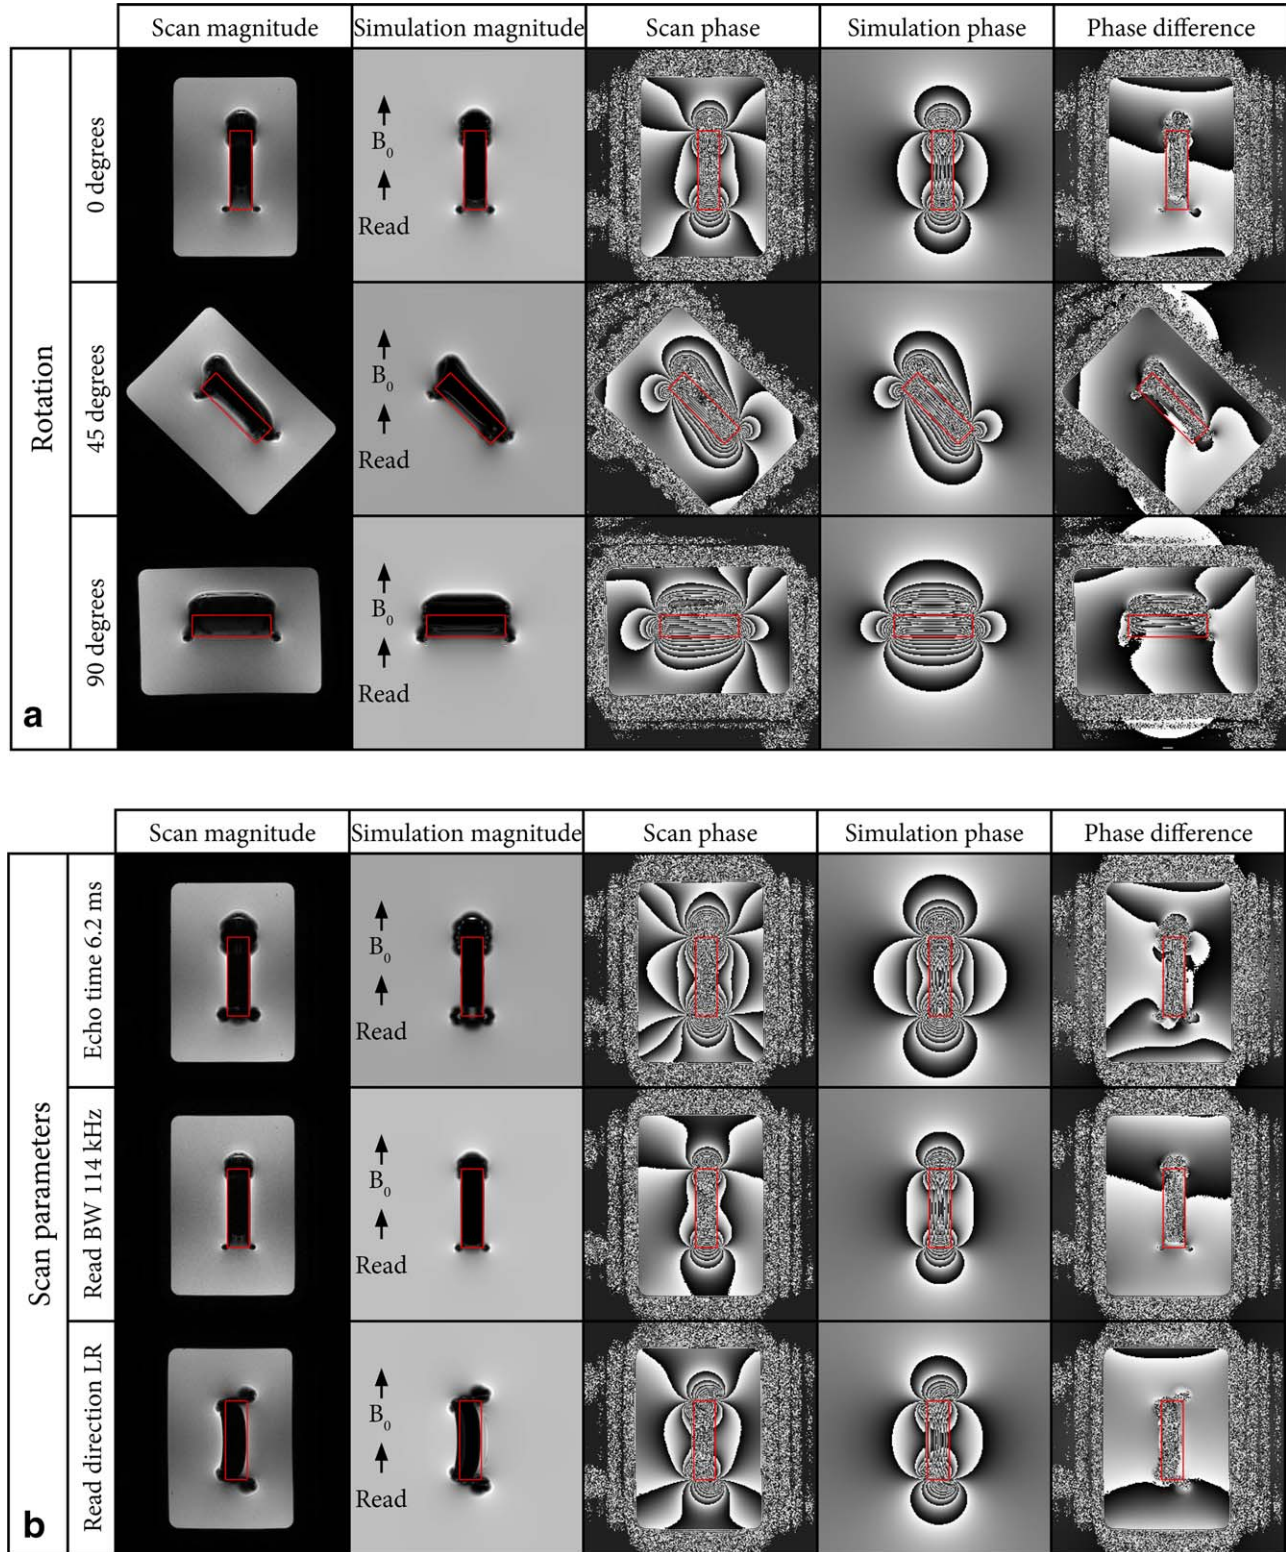 Scan magnitude
Simulation magnitude
Scan phase
Simulation phase
Phase difference
Rotation
0 degrees
B0
Read
45 degrees
B0
Read
90 degrees
B0
Read
a
Scan magnitude
Simulation magnitude
Scan phase
Simulation phase
Phase difference
Scan parameters
Echo time 6.2 ms
B0
Read
Read BW 114 kHz
B0
Read
Read direction LR
B0
Read
b